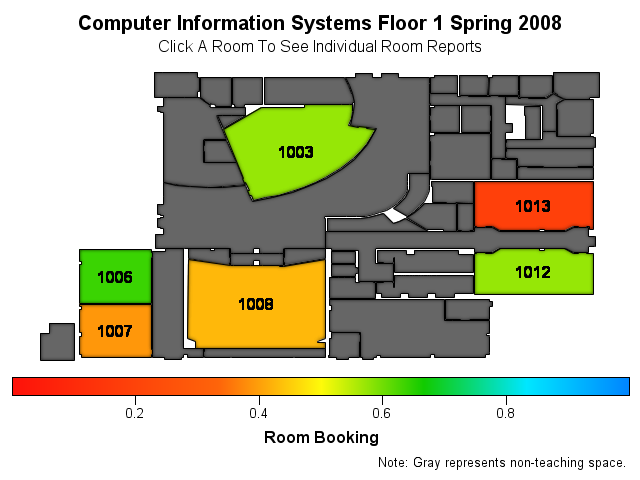 Computer Information Systems Floor 1 Spring 2008
Click A Room To See Individual Room Reports
1003
1013
1012
1006
1008
1007
0.2 0.4 0.6 0.8
Room Booking
Note: Gray represents non-teaching space.